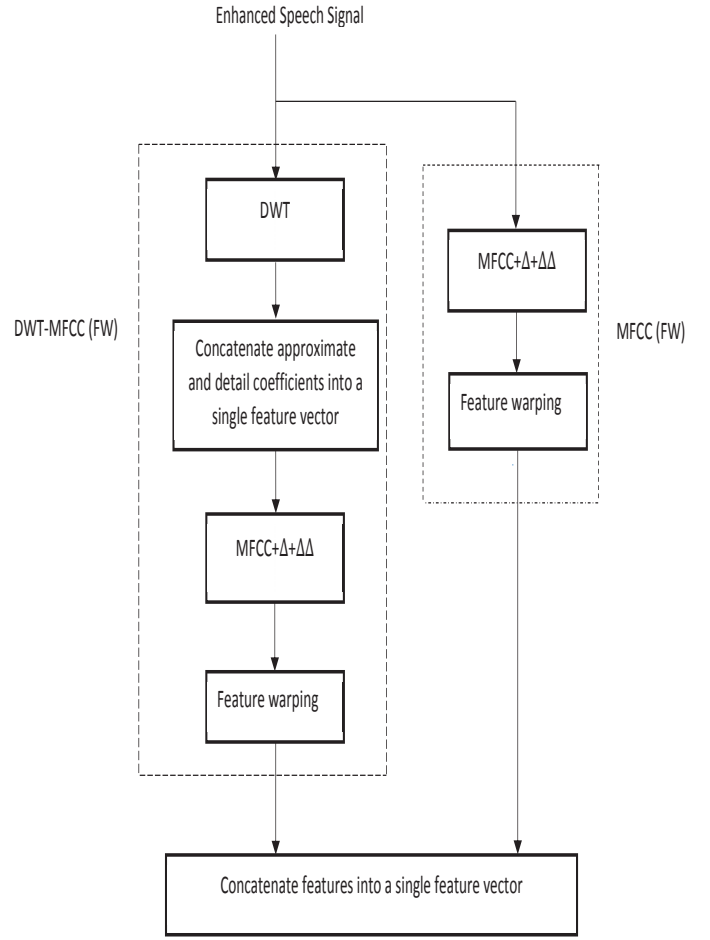 Enhanced Speech Signal
DWT
MFCC+Δ+ΔΔ
DWT-MFCC (FW)
Concatenate approximate
and detail coefficients into a
single feature vector
MFCC (FW)
Feature warping
MFCC+Δ+ΔΔ
Feature warping
Concatenate features into a single feature vector